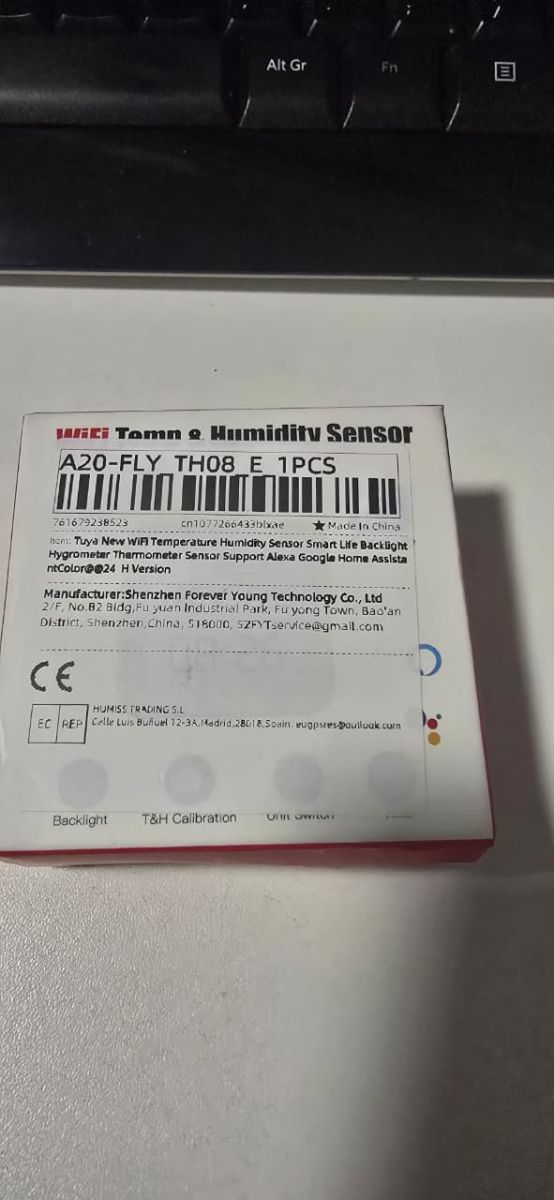 Alt Gr
Fn
WiFi Temp & Humidity Sensor
A20-FLY TH08 E 1PCS
761679238523 cn1077266433blxae ★ Made In China
Item: Tuya New WiFi Temperature Humidity Sensor Smart Life Backlight
Hygrometer Thermometer Sensor Support Alexa Google Home Assista
ntColor@@24 H Version
Manufacturer:Shenzhen Forever Young Technology Co., Ltd
2/F, No.B2 Bldg,Fu yuan Industrial Park, Fu yong Town, Bao'an
District, Shenzhen,China, 518000, SZFYTservice@gmail.com
CE
EC REP
HUMISS TRADING S.L
Calle Luis Buñuel 12-3A,Madrid,28018,Spain. eugpsres@outlook.com
Backlight T&H Calibration Unit Switch